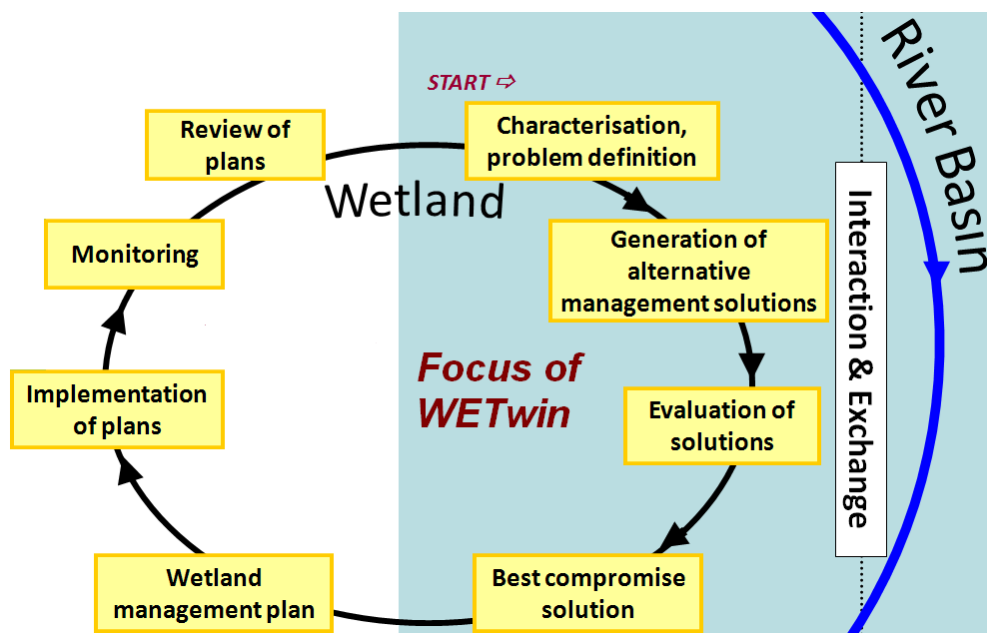 START ⇨
River Basin
Characterisation,
problem definition
Review of
plans
Wetland
Generation of
alternative
management solutions
Monitoring
Interaction & Exchange
Focus of
WETwin
Implementation
of plans
Evaluation of
solutions
Wetland
management plan
Best compromise
solution